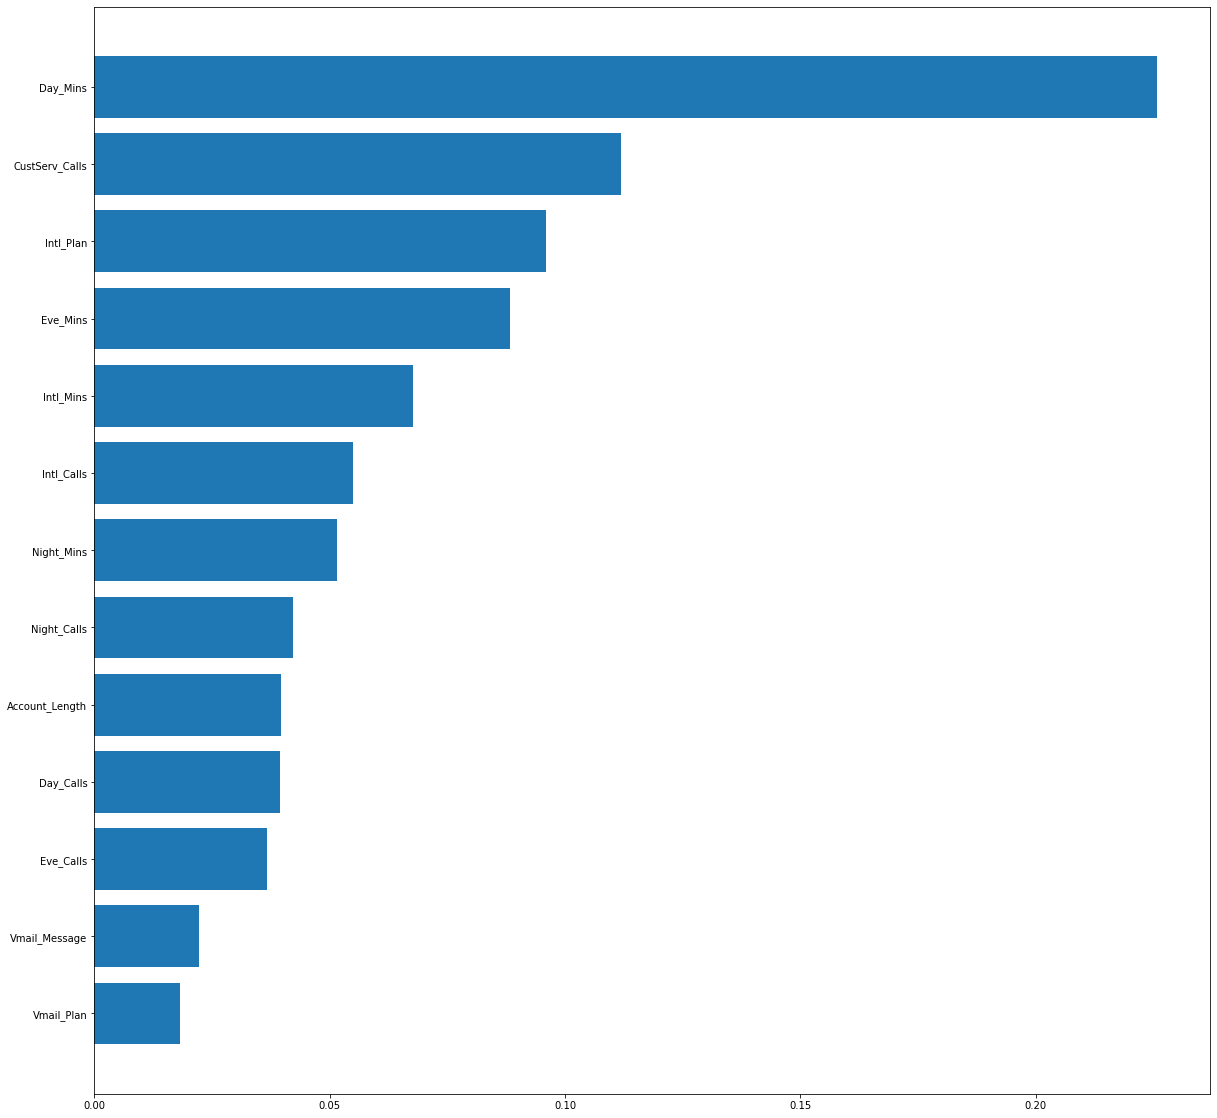 Day_Mins
CustServ_Calls
Intl_Plan
Eve_Mins
Intl_Mins
Intl_Calls
Night_Mins
Night_Calls
Account_Length
Day_Calls
Eve_Calls
Vmail_Message
Vmail_Plan
0.00 0.05 0.10 0.15 0.20